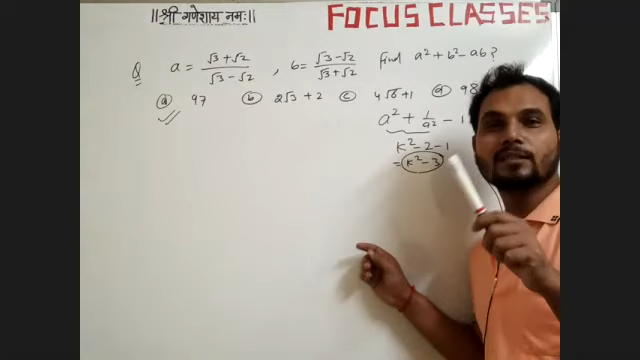 ||श्री गणेशाय नमः||
FOCUS CLASSES
Q a = (√3+√2)/(√3-√2) , b = (√3-√2)/(√3+√2) Find a² + b² - ab ?
(a) 97 (b) 2√3 + 2 (c) 4√6 + 1 (d) 98
a² + 1/a² - 1
k² - 2 - 1
= k² - 3